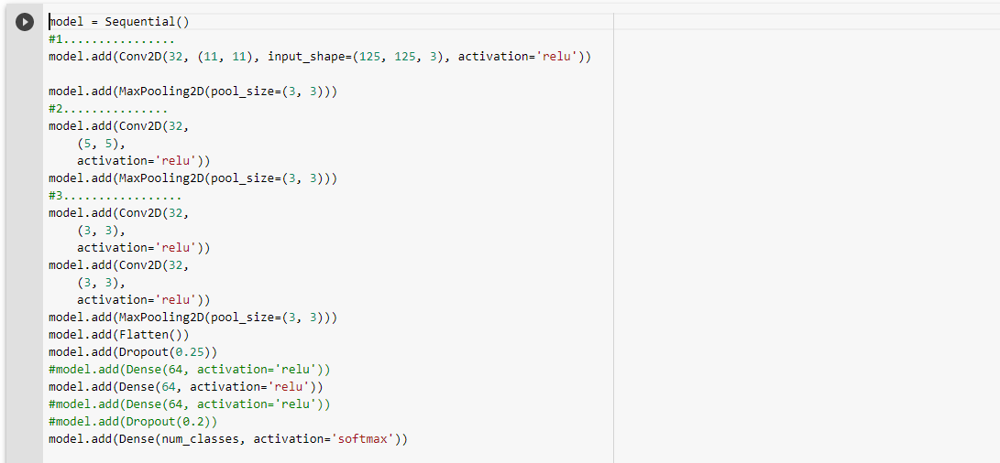 model = Sequential()
#1................
model.add(Conv2D(32, (11, 11), input_shape=(125, 125, 3), activation='relu'))
model.add(MaxPooling2D(pool_size=(3, 3)))
#2...............
model.add(Conv2D(32,
(5, 5),
activation='relu'))
model.add(MaxPooling2D(pool_size=(3, 3)))
#3.................
model.add(Conv2D(32,
(3, 3),
activation='relu'))
model.add(Conv2D(32,
(3, 3),
activation='relu'))
model.add(MaxPooling2D(pool_size=(3, 3)))
model.add(Flatten())
model.add(Dropout(0.25))
#model.add(Dense(64, activation='relu'))
model.add(Dense(64, activation='relu'))
#model.add(Dense(64, activation='relu'))
#model.add(Dropout(0.2))
model.add(Dense(num_classes, activation='softmax'))